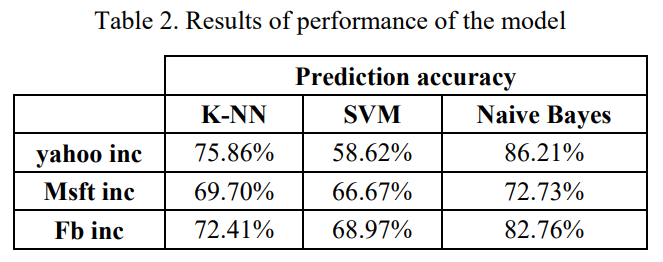 Table 2. Results of performance of the model
Prediction accuracy
K-NN SVM Naive Bayes
yahoo inc 75.86% 58.62% 86.21%
Msft inc 69.70% 66.67% 72.73%
Fb inc 72.41% 68.97% 82.76%